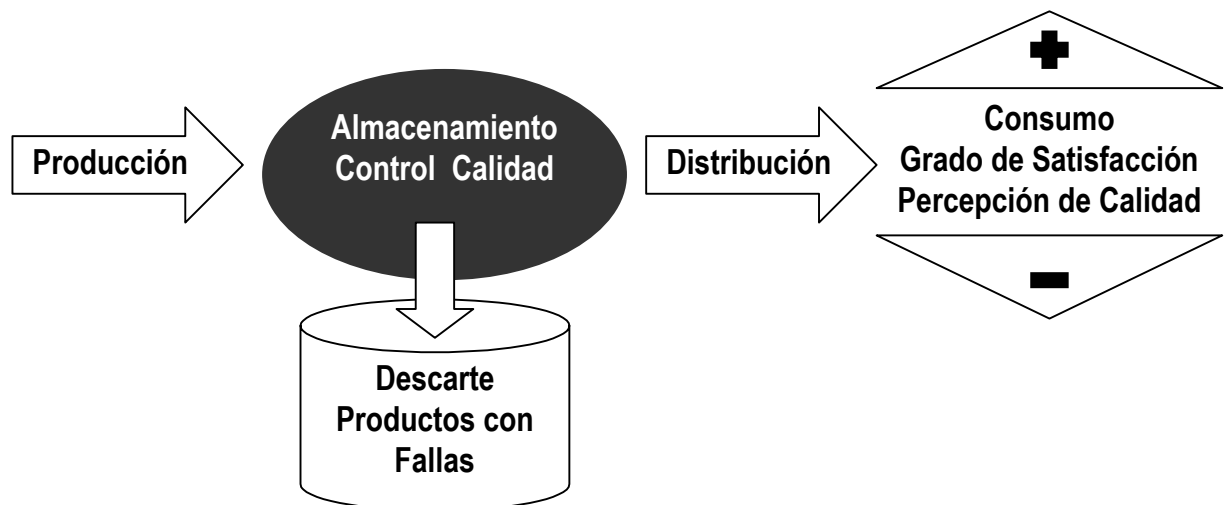 Producción
Almacenamiento
Control Calidad
Distribución
+
Consumo
Grado de Satisfacción
Percepción de Calidad
-
Descarte
Productos con
Fallas